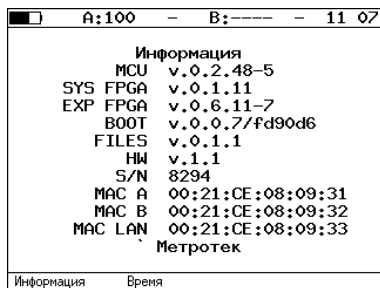 A:100 – B:---- – 11 07
Информация
MCU v.0.2.48-5
SYS FPGA v.0.1.11
EXP FPGA v.0.6.11-7
BOOT v.0.0.7/fd90d6
FILES v.0.1.1
HW v.1.1
S/N 8294
MAC A 00:21:CE:08:09:31
MAC B 00:21:CE:08:09:32
MAC LAN 00:21:CE:08:09:33
` Метротек
Информация Время